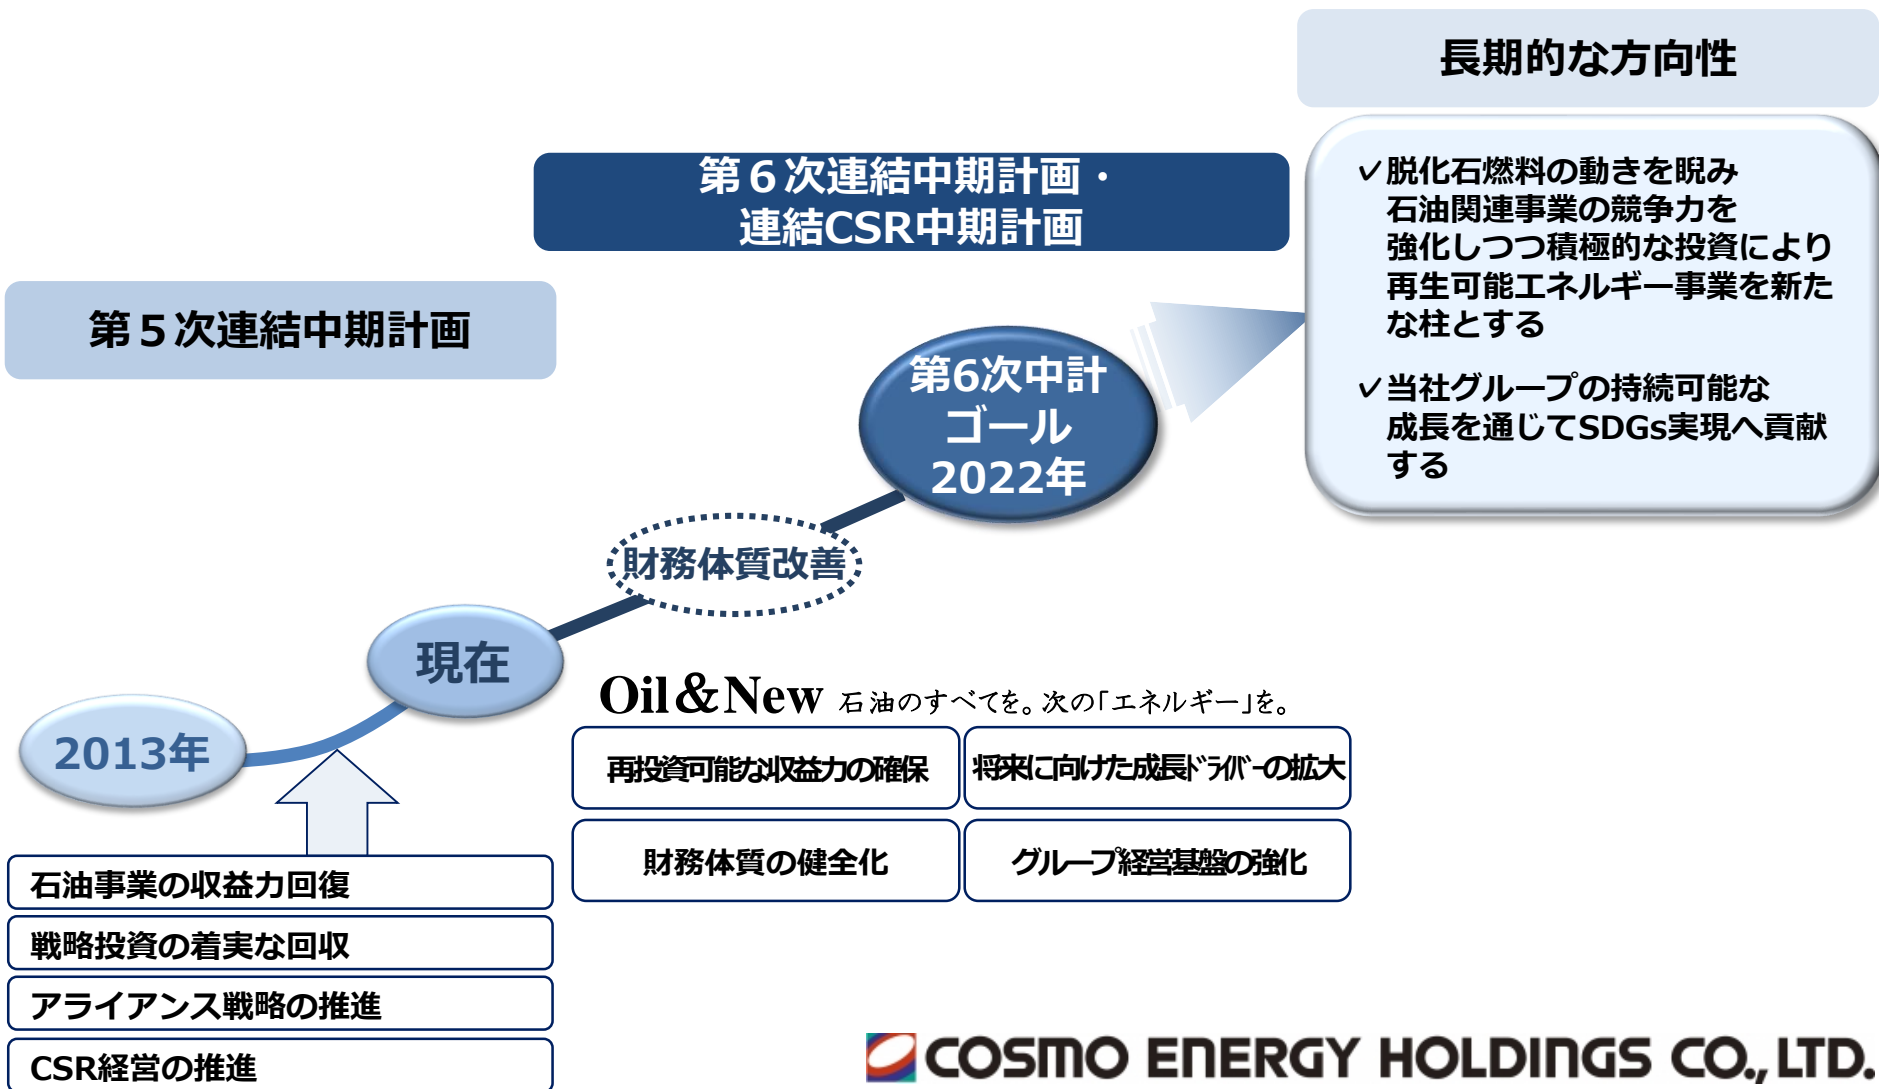 長期的な方向性
✓脱化石燃料の動きを睨み
石油関連事業の競争力を
強化しつつ積極的な投資により
再生可能エネルギー事業を新た
な柱とする
✓当社グループの持続可能な
成長を通じてSDGs実現へ貢献
する
第６次連結中期計画・
連結CSR中期計画
第５次連結中期計画
第6次中計
ゴール
2022年
財務体質改善
現在
2013年
Oil&New 石油のすべてを。次の「エネルギー」を。
再投資可能な収益力の確保
将来に向けた成長ﾄﾞﾗｲﾊﾞｰの拡大
財務体質の健全化
グループ経営基盤の強化
石油事業の収益力回復
戦略投資の着実な回収
アライアンス戦略の推進
CSR経営の推進
COSMO ENERGY HOLDINGS CO., LTD.